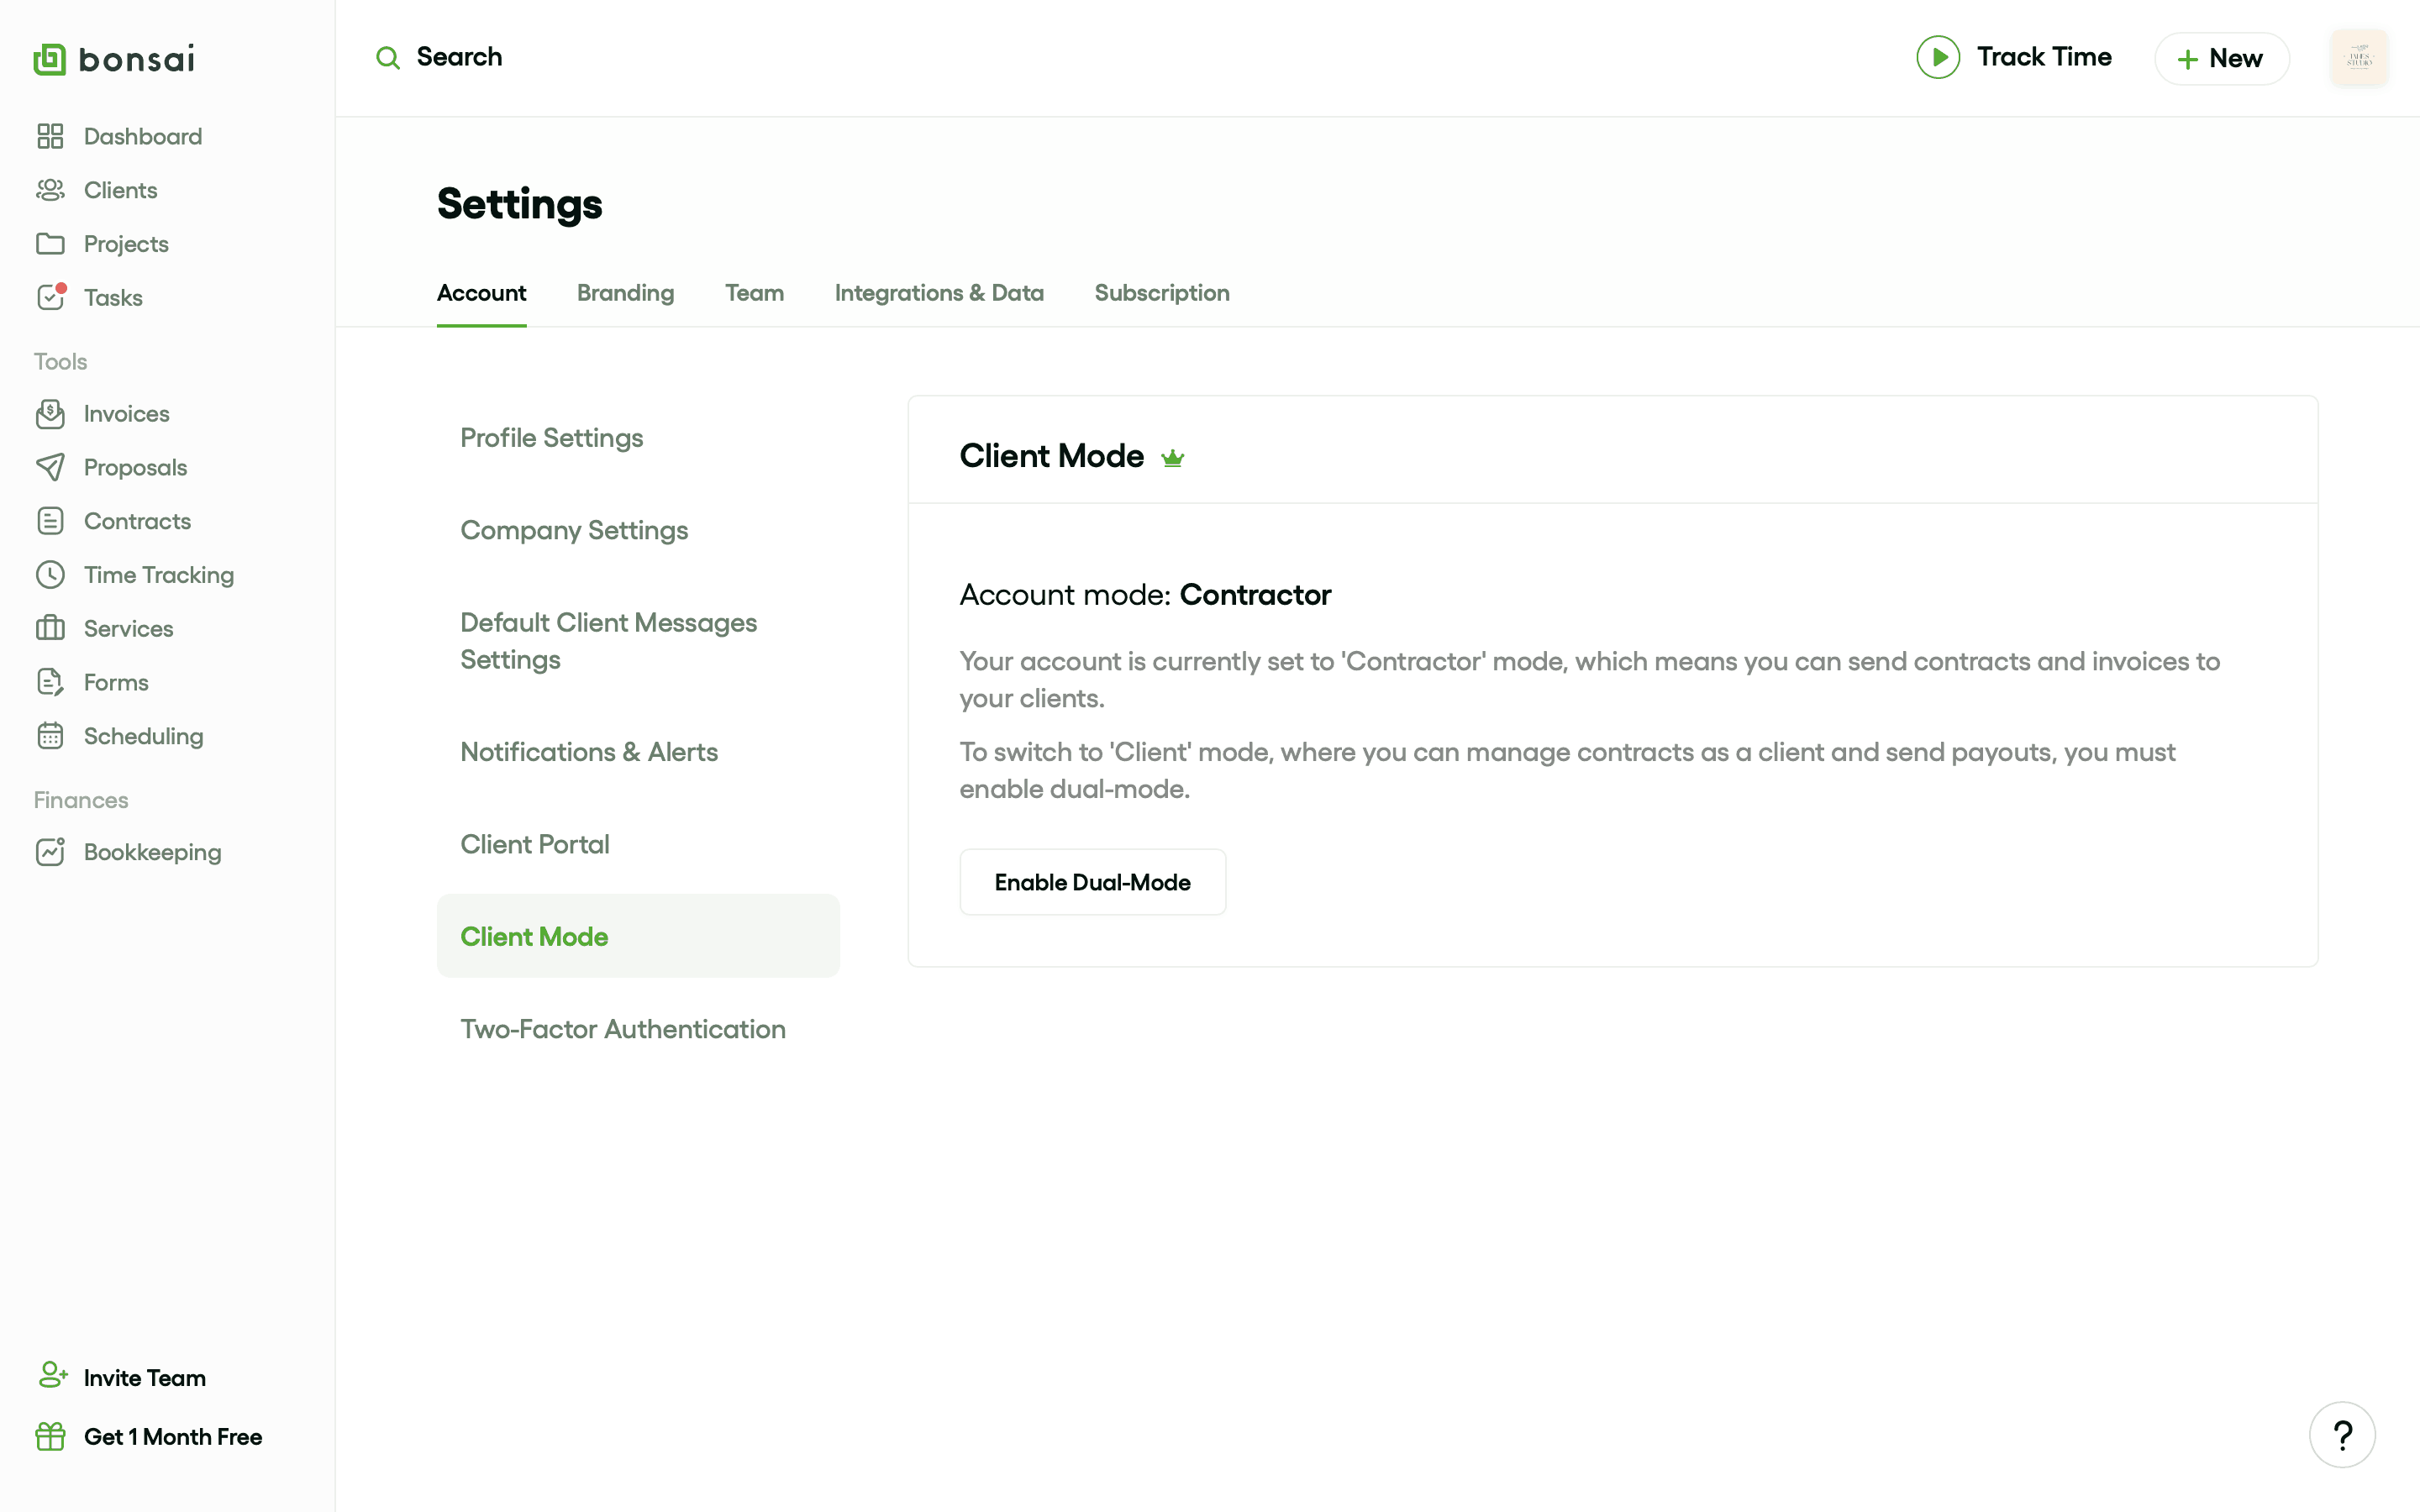 bonsai
Search
Track Time
New
JAMES
STUDIO
Dashboard
Clients
Projects
Tasks
Tools
Invoices
Proposals
Contracts
Time Tracking
Services
Forms
Scheduling
Finances
Bookkeeping
Invite Team
Get 1 Month Free
Settings
Account
Branding
Team
Integrations & Data
Subscription
Profile Settings
Company Settings
Default Client Messages
Settings
Notifications & Alerts
Client Portal
Client Mode
Two-Factor Authentication
Client Mode
Account mode: Contractor
Your account is currently set to 'Contractor' mode, which means you can send contracts and invoices to
your clients.
To switch to 'Client' mode, where you can manage contracts as a client and send payouts, you must
enable dual-mode.
Enable Dual-Mode
?